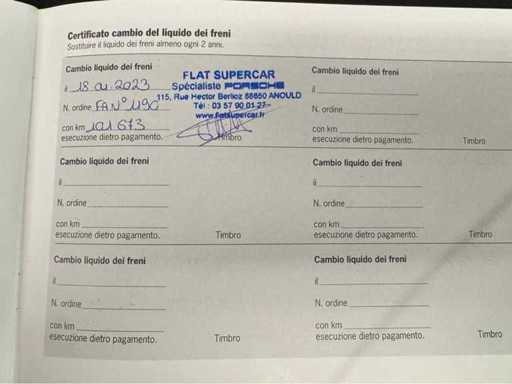 Certificato cambio del liquido dei freni
Sostituire il liquido dei freni almeno ogni 2 anni.
Cambio liquido dei freni
il 18 01 2023
N. ordine FA N° 1190
con km 101 673
esecuzione dietro pagamento.
FLAT SUPERCAR
Spécialiste PORSCHE
115, Rue Hector Berlioz 88650 ANOULD
Tél : 03 57 90 01 27
www.flatsupercar.fr
Timbro
Cambio liquido dei freni
il
N. ordine
con km
esecuzione dietro pagamento. Timbro
Cambio liquido dei freni
il
N. ordine
con km
esecuzione dietro pagamento. Timbro
Cambio liquido dei freni
il
N. ordine
con km
esecuzione dietro pagamento. Timbro
Cambio liquido dei freni
il
N. ordine
con km
esecuzione dietro pagamento. Timbro
Cambio liquido dei freni
il
N. ordine
con km
esecuzione dietro pagamento. Timbro